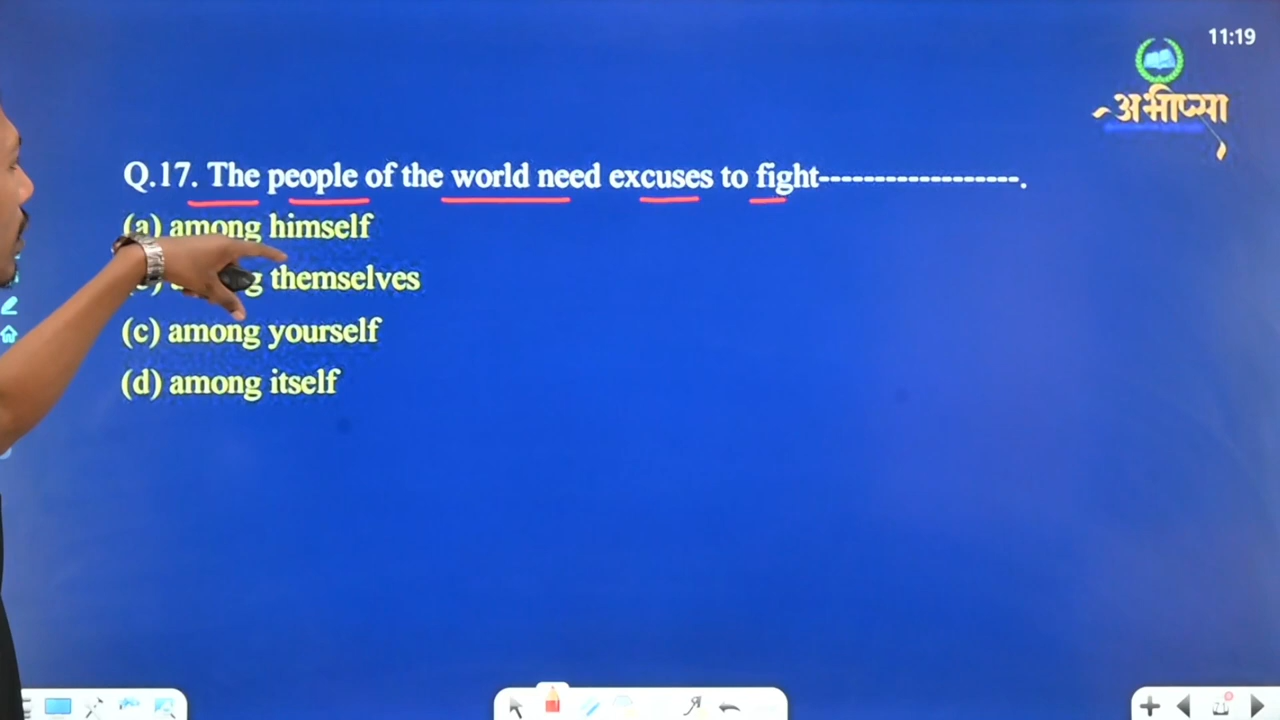 11:19
अभीप्सा
Q.17. The people of the world need excuses to fight------------------.
(a) among himself
themselves
(c) among yourself
(d) among itself